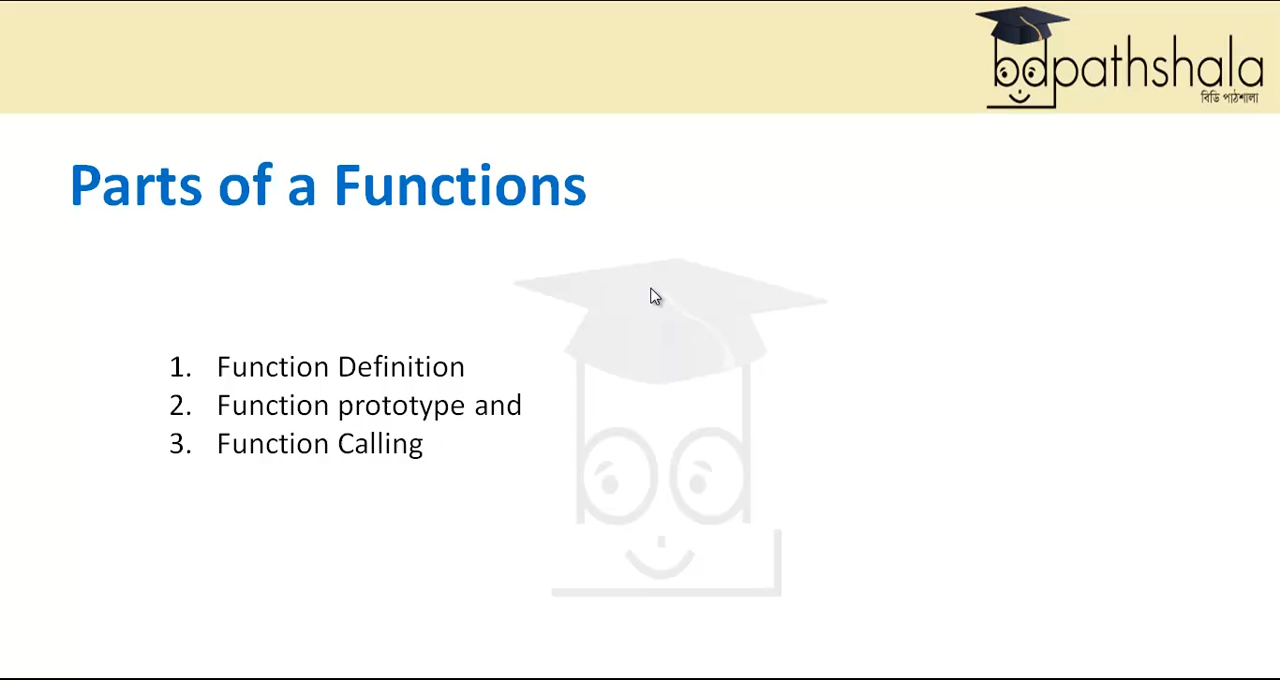 bdpathshala
বিডি পাঠশালা
Parts of a Functions
1. Function Definition
2. Function prototype and
3. Function Calling